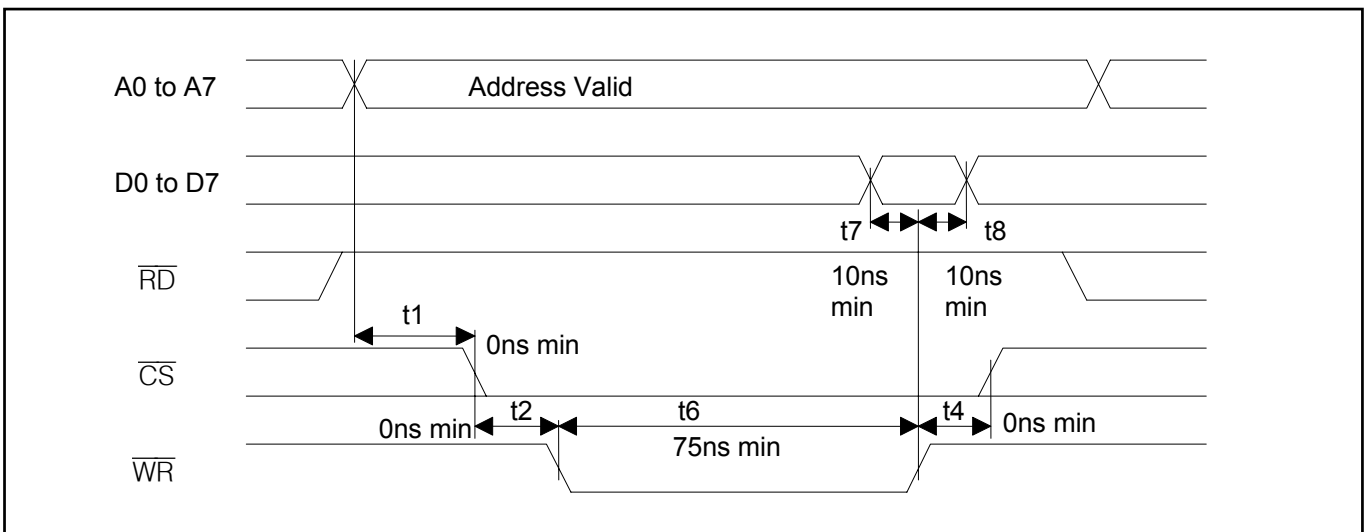 A0 to A7
Address Valid
D0 to D7
t7
t8
RD
10ns
min
10ns
min
t1
0ns min
CS
t2
t6
t4
0ns min
75ns min
0ns min
WR